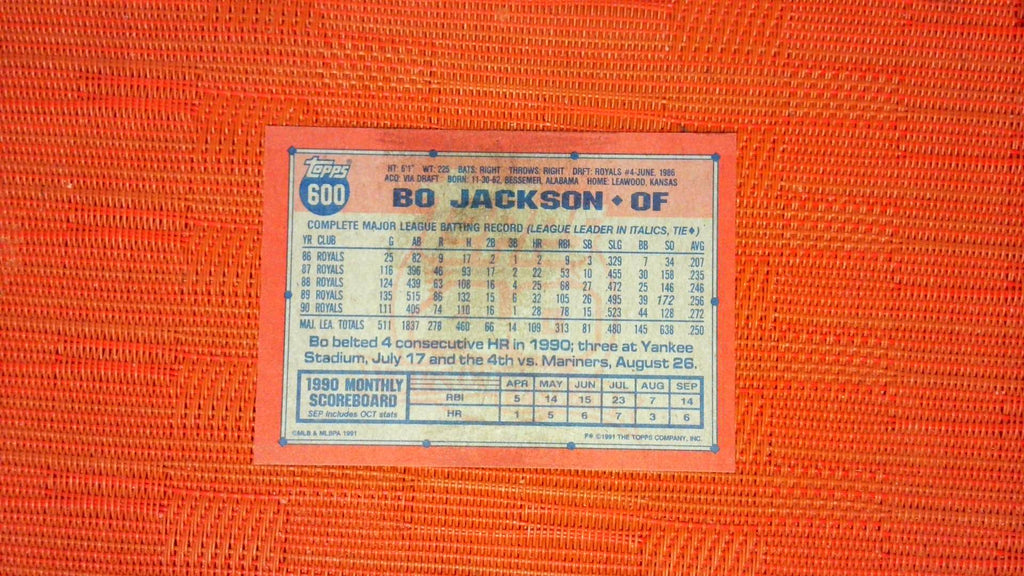 Topps
600
HT: 6'1" WT: 225 BATS: RIGHT THROWS: RIGHT DRFT: ROYALS #4-JUNE, 1986
ACQ: VIA DRAFT BORN: 11-30-62, BESSEMER, ALABAMA HOME: LEAWOOD, KANSAS
BO JACKSON ♦ OF
COMPLETE MAJOR LEAGUE BATTING RECORD (LEAGUE LEADER IN ITALICS, TIE♦)
YR CLUB G AB R H 2B 3B HR RBI SB SLG BB SO AVG
86 ROYALS 25 82 9 17 2 1 2 9 3 .329 7 34 .207
87 ROYALS 116 396 46 93 17 2 22 53 10 .455 30 158 .235
88 ROYALS 124 439 63 108 16 4 25 68 27 .472 25 146 .246
89 ROYALS 135 515 86 132 15 6 32 105 26 .495 39 172 .256
90 ROYALS 111 405 74 110 16 1 28 78 15 .523 44 128 .272
MAJ. LEA. TOTALS 511 1837 278 460 66 14 109 313 81 .480 145 638 .250
Bo belted 4 consecutive HR in 1990; three at Yankee
Stadium, July 17 and the 4th vs. Mariners, August 26.
1990 MONTHLY
SCOREBOARD
SEP includes OCT stats
APR MAY JUN JUL AUG SEP
RBI 5 14 15 23 7 14
HR 1 5 6 7 3 6
©MLB & MLBPA 1991
©1991 THE TOPPS COMPANY, INC.